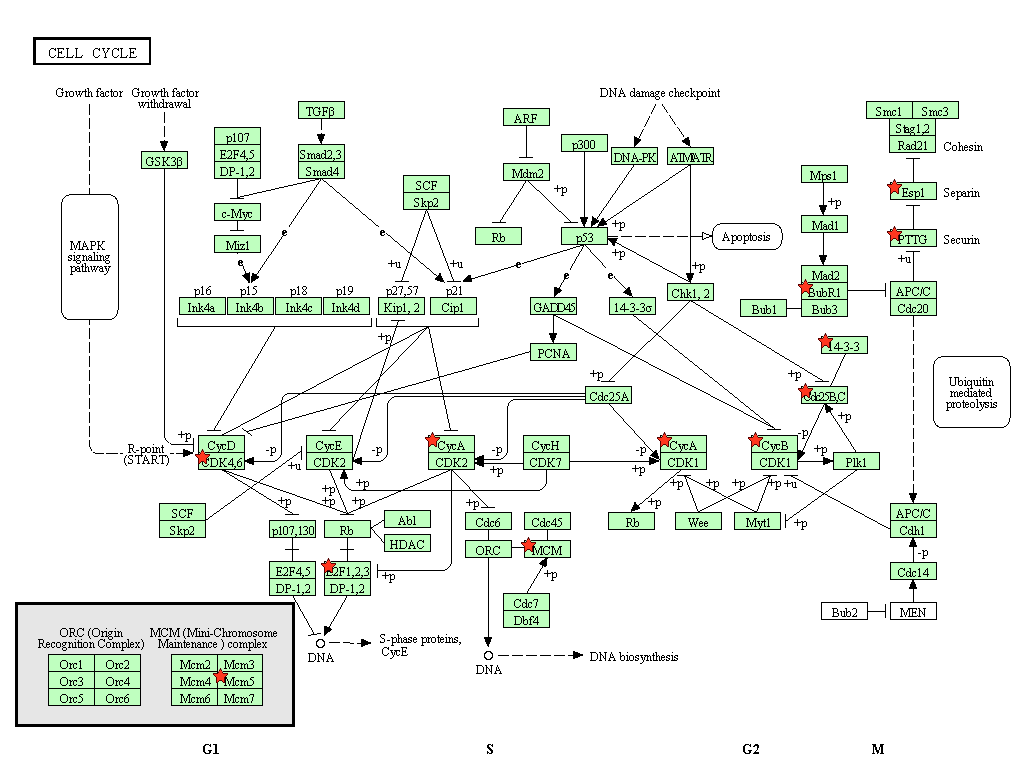 CELL CYCLE
Growth factor
Growth factor
withdrawal
TGFβ
DNA damage checkpoint
ARF
Smc1
Smc3
Stag1,2
Rad21
Cohesin
p107
E2F4,5
DP-1,2
GSK3β
Smad2,3
Smad4
p300
DNA-PK
ATMATR
Mdm2
+p
SCF
Skp2
Mps1
+p
Esp1
Separin
c-Myc
Miz1
e
e
e
Rb
p53
+p
+p
Apoptosis
Mad1
PTTG
Securin
+u
MAPK
signaling
pathway
+u
+u
e
e
e
+p
Mad2
BubR1
Bub3
Bub1
APC/C
Cdc20
p16
Ink4a
p15
Ink4b
p18
Ink4c
p19
Ink4d
p27,57
Kip1, 2
p21
Cip1
GADD45
14-3-3σ
Chk1, 2
+p
PCNA
14-3-3
Ubiquitin
mediated
proteolysis
+p
+p
Cdc25A
Cdc25B,C
+p
R-point
(START)
+p
CycD
CDK4,6
-p
+u
CycE
CDK2
-p
CycA
CDK2
-p
+p
CycH
CDK7
-p
+p
CycA
CDK1
CycB
CDK1
-p
+p
+u
Plk1
SCF
Skp2
+p
+p
+p
+p
+p
+p
+p
+p
+p
p107,130
Rb
Abl
HDAC
Cdc6
Cdc45
ORC
MCM
Rb
Wee
Myt1
+p
APC/C
Cdh1
-p
E2F4,5
DP-1,2
E2F1,2,3
DP-1,2
+p
+p
Cdc7
Dbf4
Cdc14
Bub2
MEN
DNA
S-phase proteins,
CycE
DNA
DNA biosynthesis
ORC (Origin
Recognition Complex)
Orc1
Orc2
Orc3
Orc4
Orc5
Orc6
MCM (Mini-Chromosome
Maintenance ) complex
Mcm2
Mcm3
Mcm4
Mcm5
Mcm6
Mcm7
G1
S
G2
M